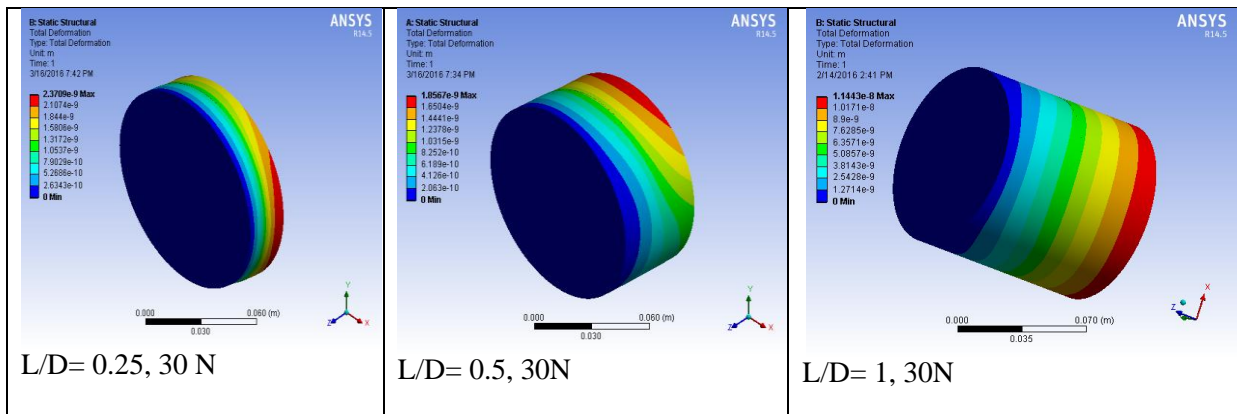 B: Static Structural
Total Deformation
Type: Total Deformation
Unit: m
Time: 1
3/16/2016 7:42 PM
ANSYS
R14.5
2.3709e-9 Max
2.1074e-9
1.844e-9
1.5806e-9
1.3172e-9
1.0537e-9
7.9029e-10
5.2686e-10
2.6343e-10
0 Min
0.000
0.060 (m)
0.030
Y
Z
X
L/D= 0.25, 30 N
A: Static Structural
Total Deformation
Type: Total Deformation
Unit: m
Time: 1
3/16/2016 7:34 PM
ANSYS
R14.5
1.8567e-9 Max
1.6504e-9
1.4441e-9
1.2378e-9
1.0315e-9
8.252e-10
6.189e-10
4.126e-10
2.063e-10
0 Min
0.000
0.060 (m)
0.030
Y
Z
X
L/D= 0.5, 30N
B: Static Structural
Total Deformation
Type: Total Deformation
Unit: m
Time: 1
2/14/2016 2:41 PM
ANSYS
R14.5
1.1443e-8 Max
1.0171e-8
8.9e-9
7.6285e-9
6.3571e-9
5.0857e-9
3.8143e-9
2.5428e-9
1.2714e-9
0 Min
0.000
0.070 (m)
0.035
X
Z
L/D= 1, 30N